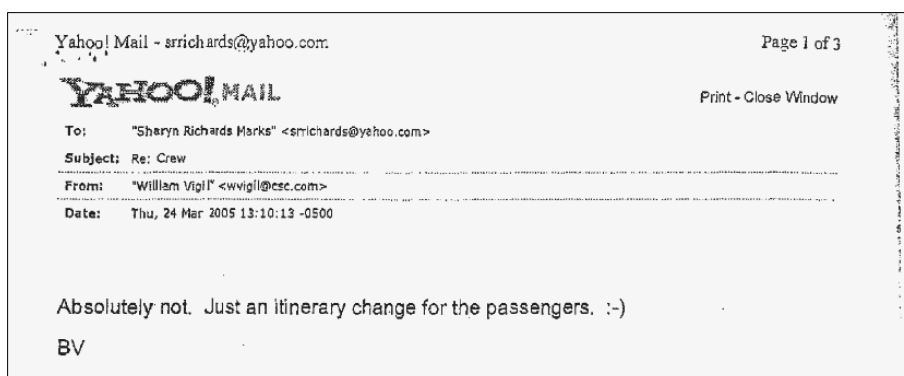 Yahoo! Mail - srrichards@yahoo.com Page 1 of 3
YAHOO! MAIL
Print - Close Window
To: "Sharyn Richards Marks" <srrichards@yahoo.com>
Subject: Re: Crew
From: "William Vigil" <wvigil@csc.com>
Date: Thu, 24 Mar 2005 13:10:13 -0500
Absolutely not. Just an itinerary change for the passengers. :-)
BV